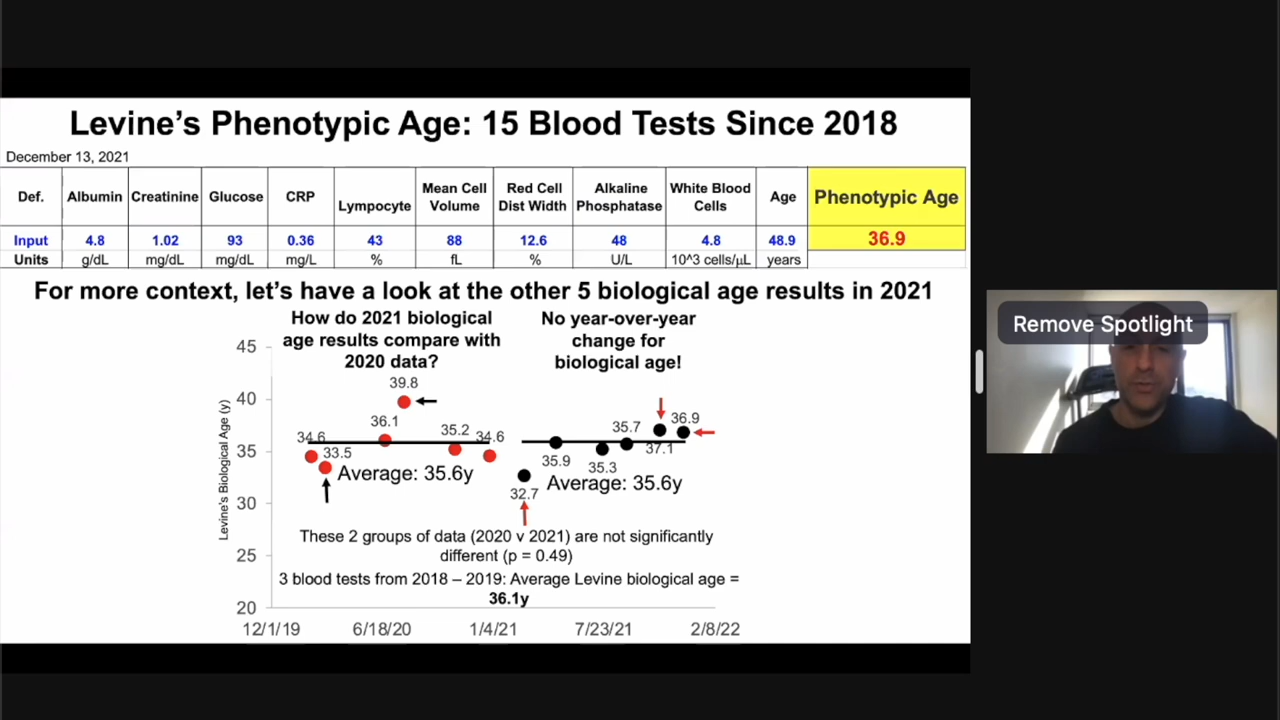 Levine's Phenotypic Age: 15 Blood Tests Since 2018
December 13, 2021
Def. Albumin Creatinine Glucose CRP Lympocyte Mean Cell Volume Red Cell Dist Width Alkaline Phosphatase White Blood Cells Age Phenotypic Age
Input 4.8 1.02 93 0.36 43 88 12.6 48 4.8 48.9 36.9
Units g/dL mg/dL mg/dL mg/L % fL % U/L 10^3 cells/µL years
For more context, let's have a look at the other 5 biological age results in 2021
How do 2021 biological
age results compare with
2020 data?
No year-over-year
change for
biological age!
Levine's Biological Age (y)
45
40
35
30
25
20
34.6
33.5
36.1
39.8
35.2
34.6
Average: 35.6y
32.7
35.9
35.3
35.7
37.1
36.9
Average: 35.6y
These 2 groups of data (2020 v 2021) are not significantly
different (p = 0.49)
3 blood tests from 2018 – 2019: Average Levine biological age =
36.1y
12/1/19 6/18/20 1/4/21 7/23/21 2/8/22
Remove Spotlight